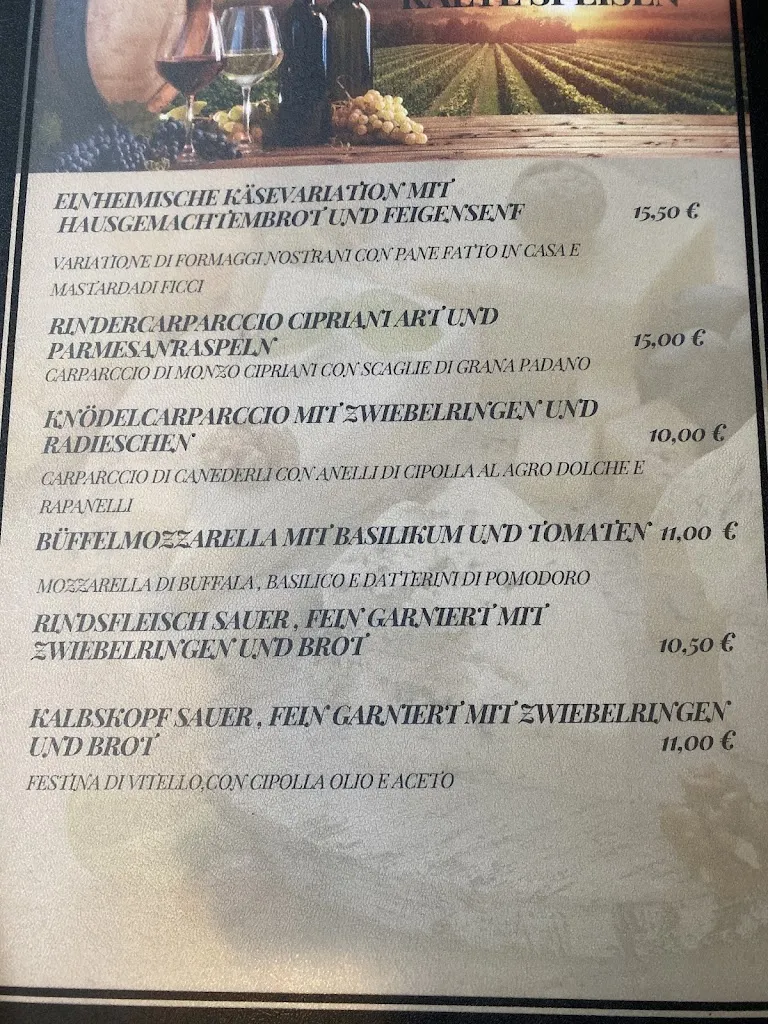 KALTE SPEISEN
EINHEIMISCHE KÄSEVARIATION MIT
HAUSGEMACHTEMBROT UND FEIGENSENF 15,50 €
VARIATIONE DI FORMAGGI NOSTRANI CON PANE FATTO IN CASA E
MASTARDADI FICCI
RINDERCARPARCCIO CIPRIANI ART UND
PARMESANRASPELN 15,00 €
CARPARCCIO DI MONZO CIPRIANI CON SCAGLIE DI GRANA PADANO
KNÖDELCARPARCCIO MIT ZWIEBELRINGEN UND
RADIESCHEN 10,00 €
CARPARCCIO DI CANEDERLI CON ANELLI DI CIPOLLA AL AGRO DOLCHE E
RAPANELLI
BÜFFELMOZZARELLA MIT BASILIKUM UND TOMATEN 11,00 €
MOZZARELLA DI BUFFALA , BASILICO E DATTERINI DI POMODORO
RINDSFLEISCH SAUER , FEIN GARNIERT MIT
ZWIEBELRINGEN UND BROT 10,50 €
KALBSKOPF SAUER , FEIN GARNIERT MIT ZWIEBELRINGEN
UND BROT 11,00 €
FESTINA DI VITELLO,CON CIPOLLA OLIO E ACETO